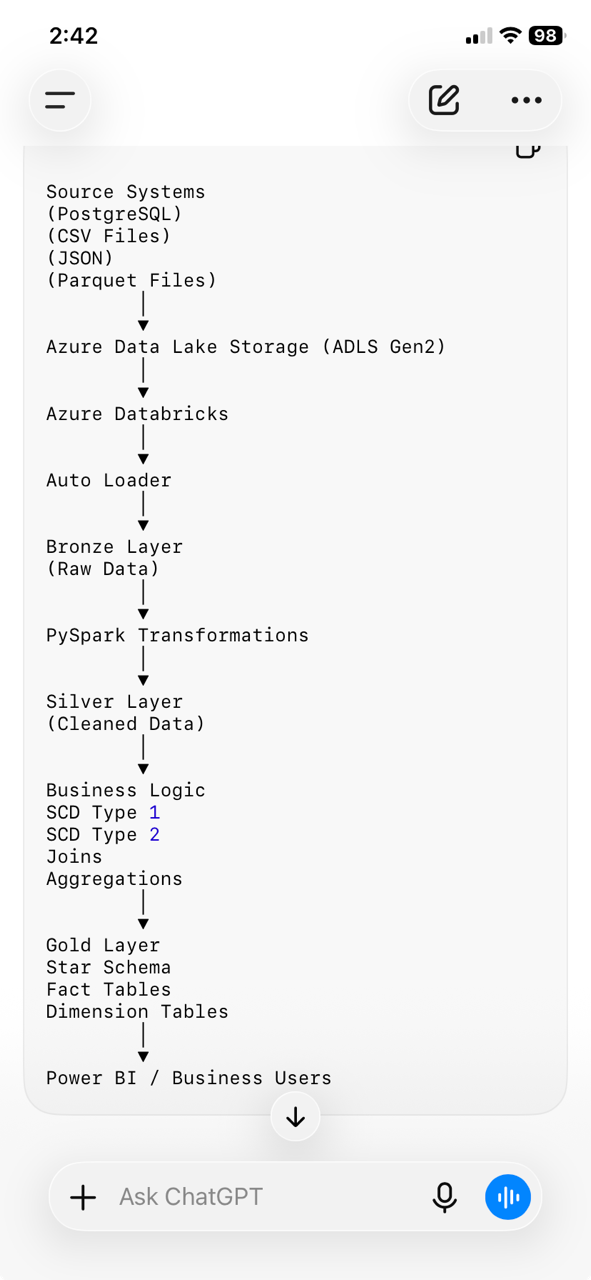 2:42
98
Source Systems
(PostgreSQL)
(CSV Files)
(JSON)
(Parquet Files)
Azure Data Lake Storage (ADLS Gen2)
Azure Databricks
Auto Loader
Bronze Layer
(Raw Data)
PySpark Transformations
Silver Layer
(Cleaned Data)
Business Logic
SCD Type 1
SCD Type 2
Joins
Aggregations
Gold Layer
Star Schema
Fact Tables
Dimension Tables
Power BI / Business Users
Ask ChatGPT